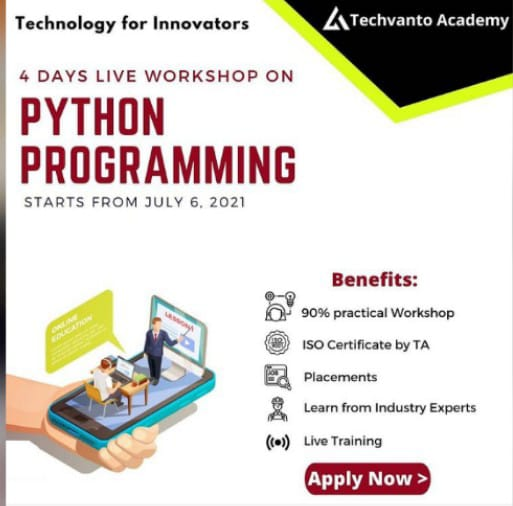 Technology for Innovators
Techvanto Academy
4 DAYS LIVE WORKSHOP ON
PYTHON
PROGRAMMING
STARTS FROM JULY 6, 2021
ONLINE
EDUCATION
LESSON 1
Benefits:
90% practical Workshop
ISO Certificate by TA
Placements
Learn from Industry Experts
Live Training
Apply Now >